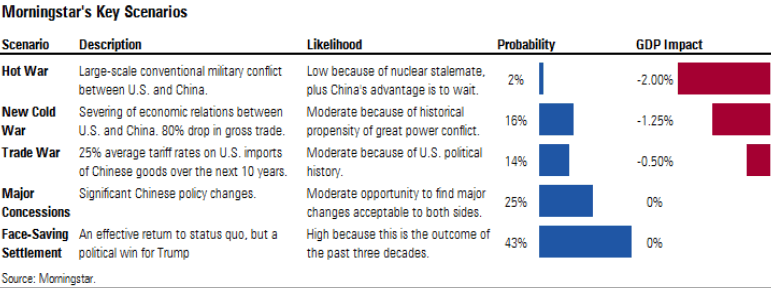 Morningstar's Key Scenarios
Scenario Description Likelihood Probability GDP Impact
Hot War Large-scale conventional military conflict Low because of nuclear stalemate,
between U.S. and China. plus China's advantage is to wait. 2% -2.00%
New Cold Severing of economic relations between Moderate because of historical
War U.S. and China. 80% drop in gross trade. propensity of great power conflict. 16% -1.25%
Trade War 25% average tariff rates on U.S. imports Moderate because of U.S. political
of Chinese goods over the next 10 years. history. 14% -0.50%
Major Significant Chinese policy changes. Moderate opportunity to find major
Concessions changes acceptable to both sides. 25% 0%
Face-Saving An effective return to status quo, but a High because this is the outcome of
Settlement political win for Trump the past three decades. 43% 0%
Source: Morningstar.